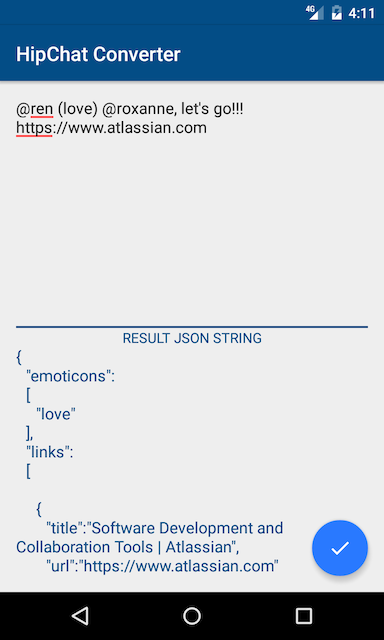 4G 4:11
HipChat Converter
@ren (love) @roxanne, let's go!!!
https://www.atlassian.com
RESULT JSON STRING
{
"emoticons":
[
"love"
],
"links":
[
{
"title":"Software Development and
Collaboration Tools | Atlassian",
"url":"https://www.atlassian.com"